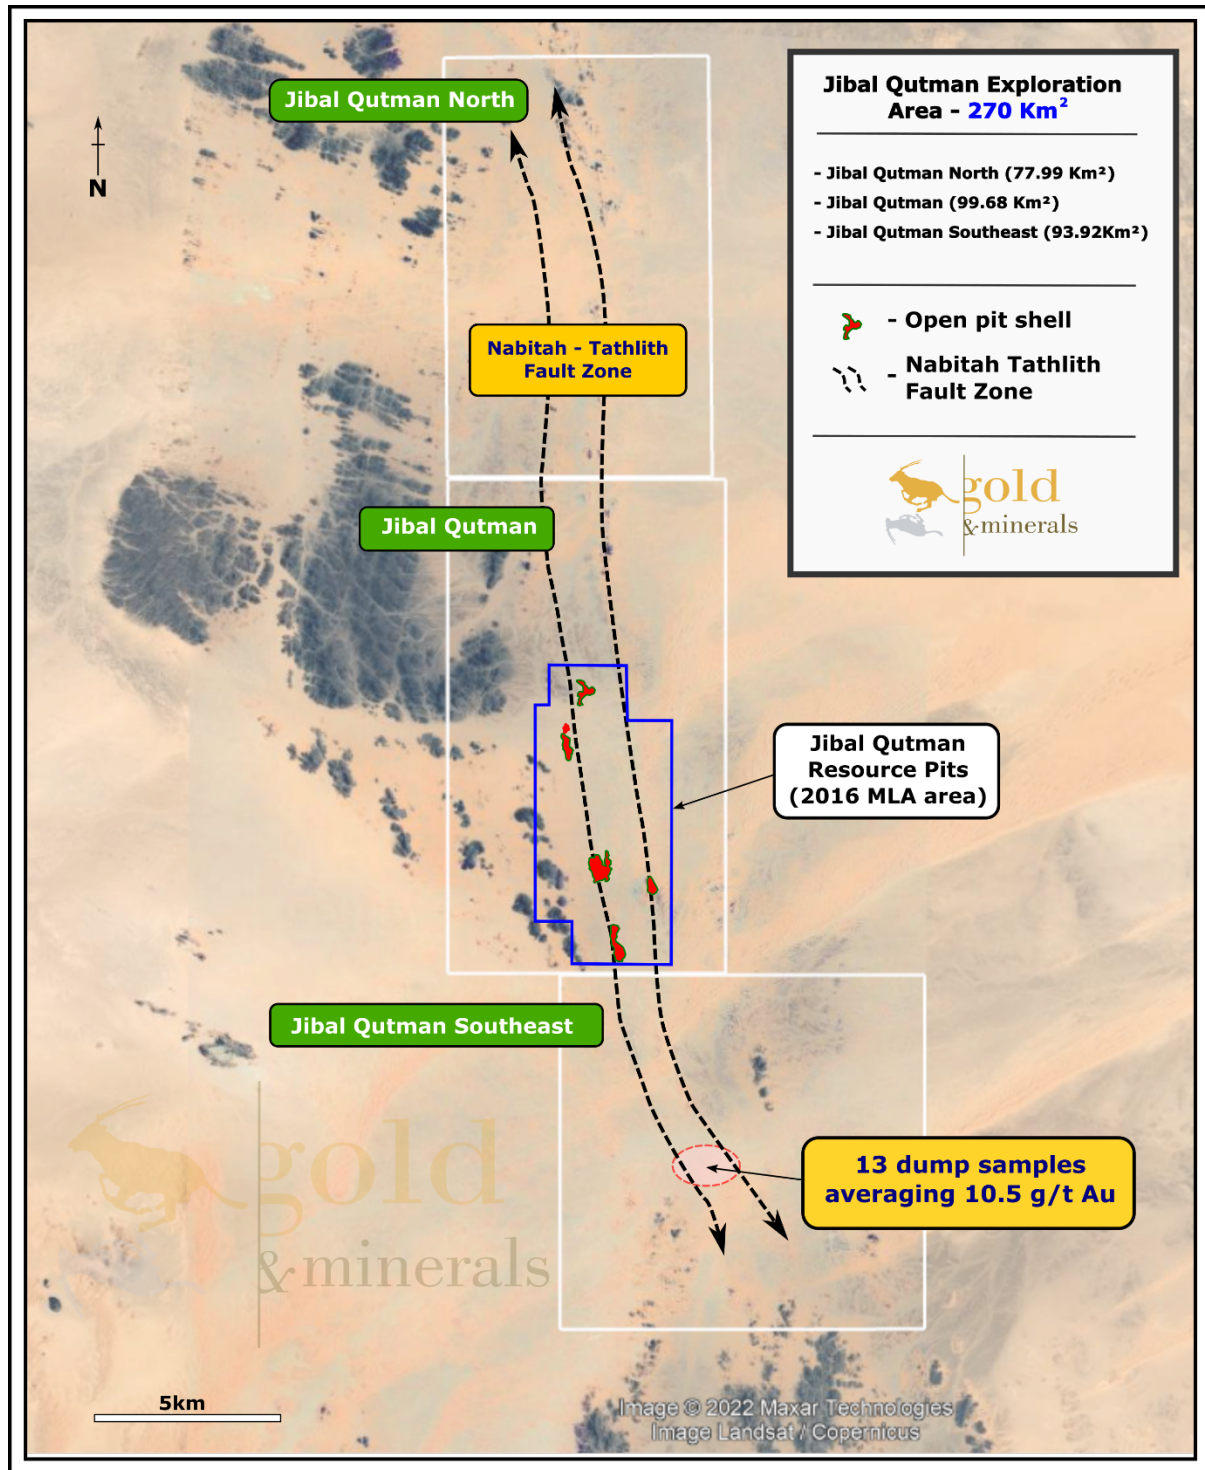 Jibal Qutman North
N
Jibal Qutman Exploration
Area - 270 Km²
- Jibal Qutman North (77.99 Km²)
- Jibal Qutman (99.68 Km²)
- Jibal Qutman Southeast (93.92Km²)
- Open pit shell
- Nabitah Tathlith
Fault Zone
gold
&minerals
Nabitah - Tathlith
Fault Zone
Jibal Qutman
Jibal Qutman
Resource Pits
(2016 MLA area)
Jibal Qutman Southeast
13 dump samples
averaging 10.5 g/t Au
gold
&minerals
5km
Image © 2022 Maxar Technologies
Image Landsat / Copernicus